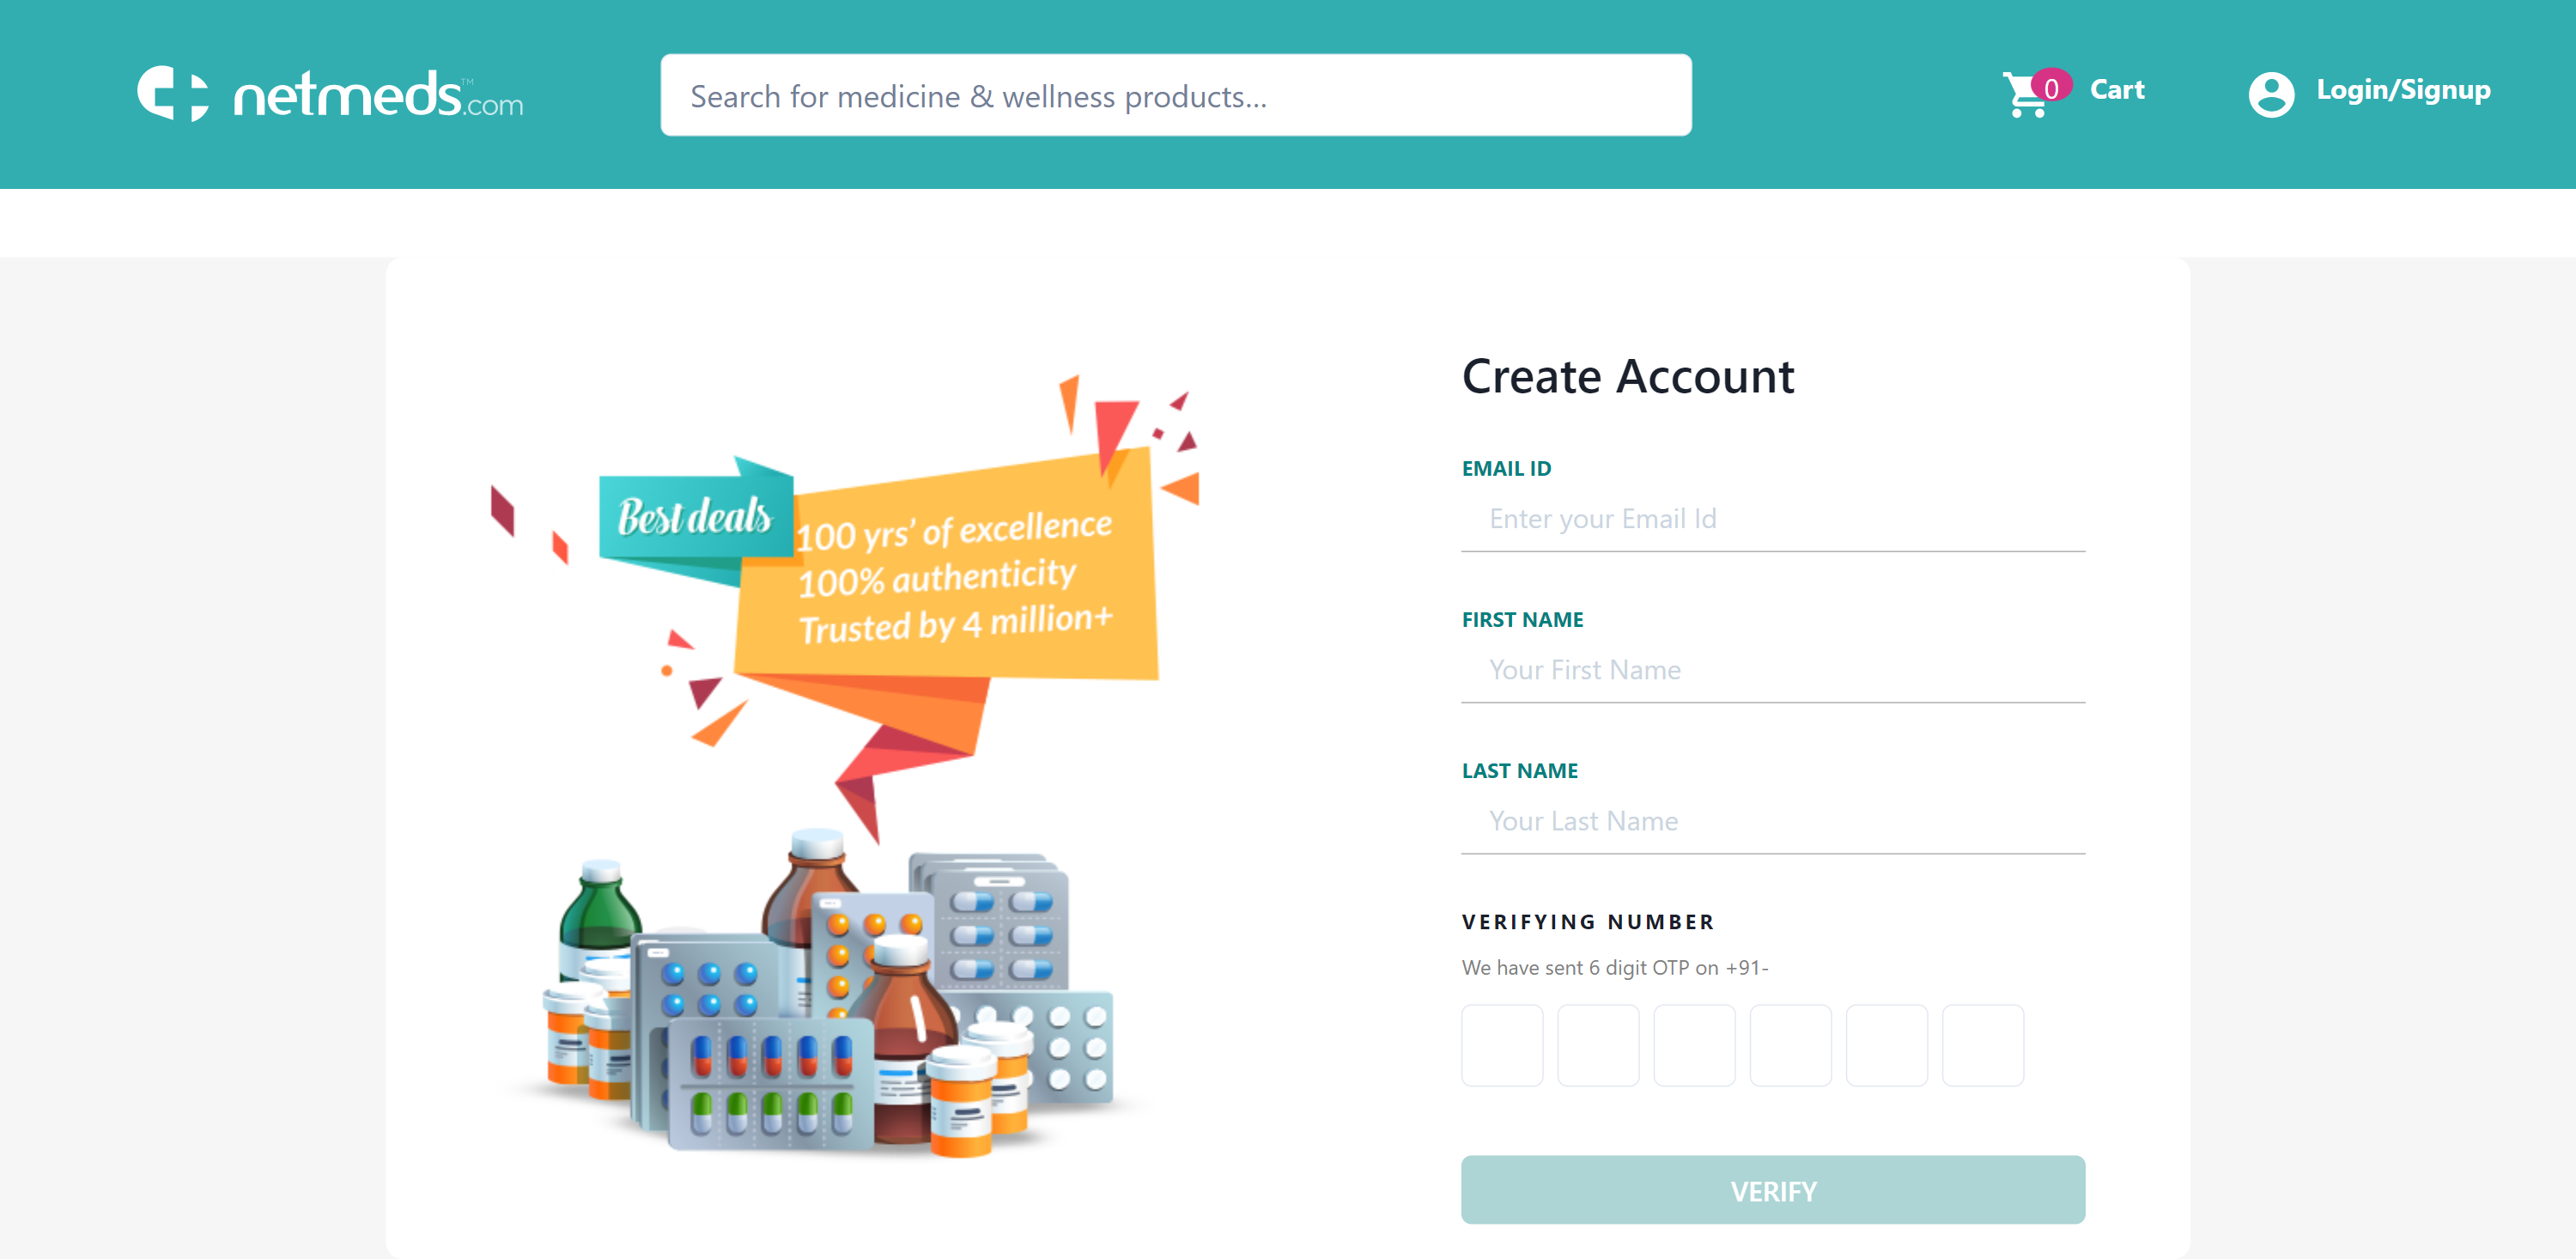 netmeds.com™
Search for medicine & wellness products...
0
Cart
Login/Signup
Best deals
100 yrs’ of excellence
100% authenticity
Trusted by 4 million+
Create Account
EMAIL ID
Enter your Email Id
FIRST NAME
Your First Name
LAST NAME
Your Last Name
VERIFYING NUMBER
We have sent 6 digit OTP on +91-
VERIFY